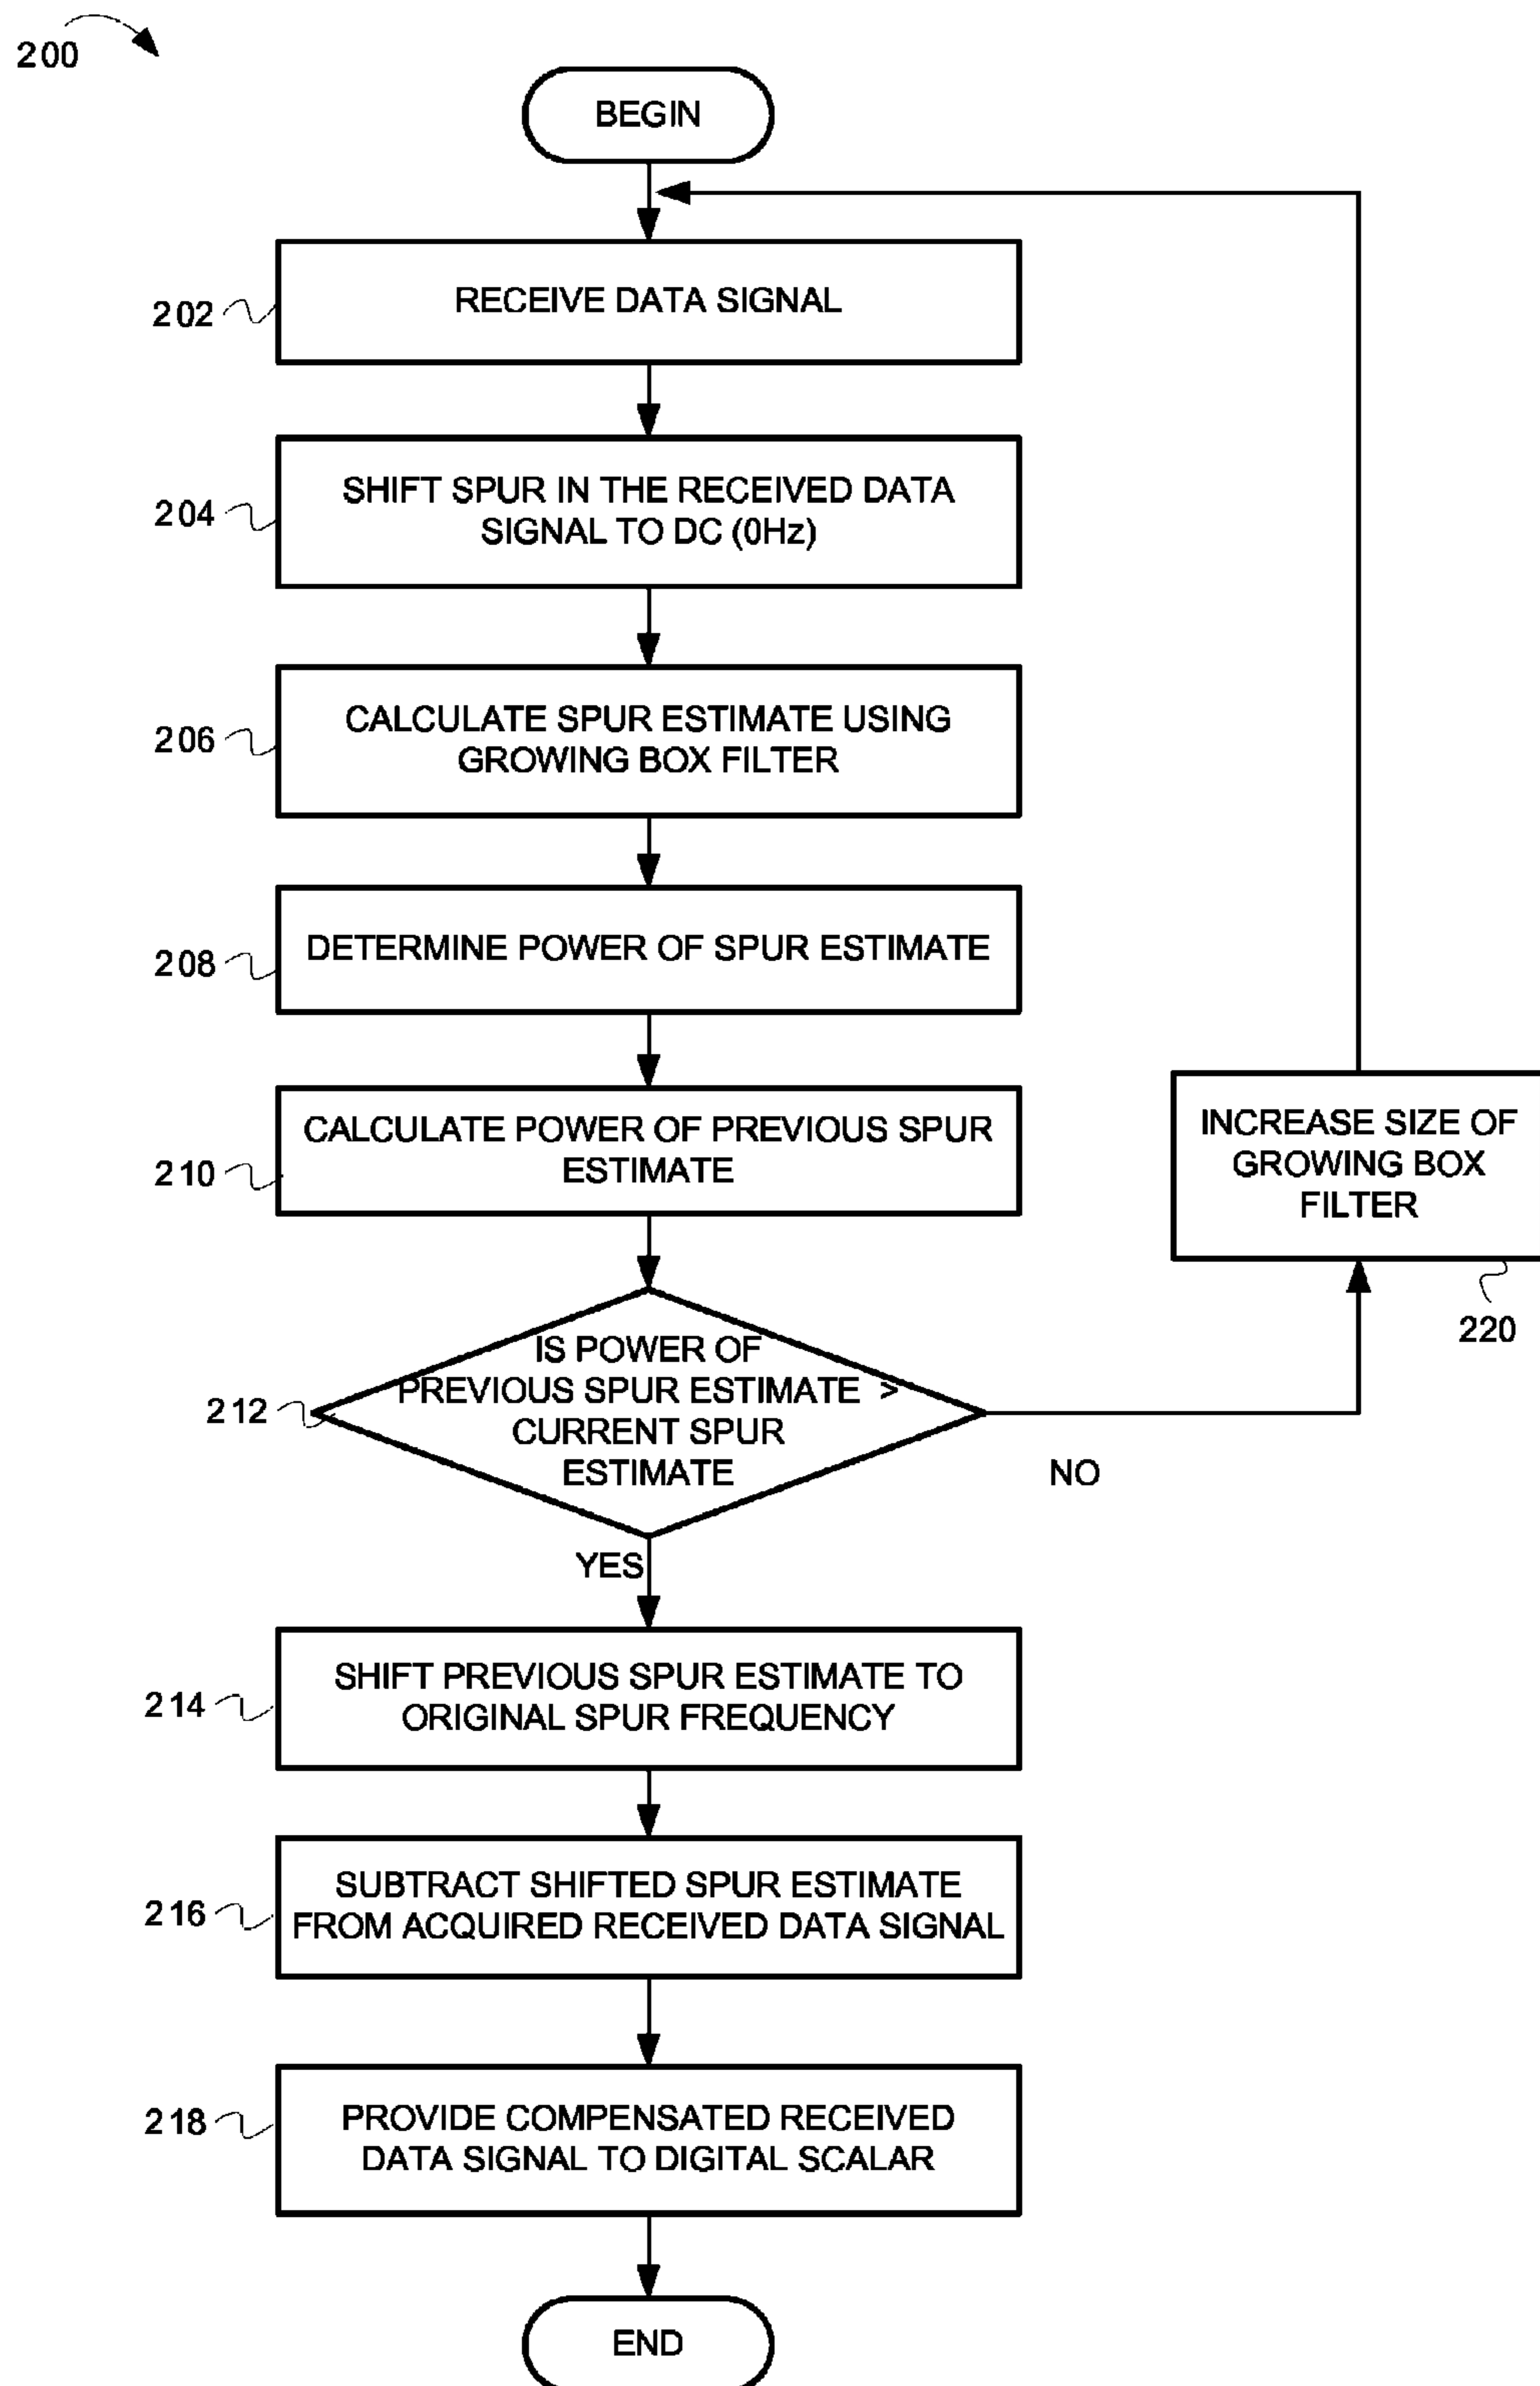 200
BEGIN
202
RECEIVE DATA SIGNAL
204
SHIFT SPUR IN THE RECEIVED DATA
SIGNAL TO DC (0Hz)
206
CALCULATE SPUR ESTIMATE USING
GROWING BOX FILTER
208
DETERMINE POWER OF SPUR ESTIMATE
210
CALCULATE POWER OF PREVIOUS SPUR
ESTIMATE
INCREASE SIZE OF
GROWING BOX
FILTER
220
212
IS POWER OF
PREVIOUS SPUR ESTIMATE >
CURRENT SPUR
ESTIMATE
NO
YES
214
SHIFT PREVIOUS SPUR ESTIMATE TO
ORIGINAL SPUR FREQUENCY
216
SUBTRACT SHIFTED SPUR ESTIMATE
FROM ACQUIRED RECEIVED DATA SIGNAL
218
PROVIDE COMPENSATED RECEIVED
DATA SIGNAL TO DIGITAL SCALAR
END